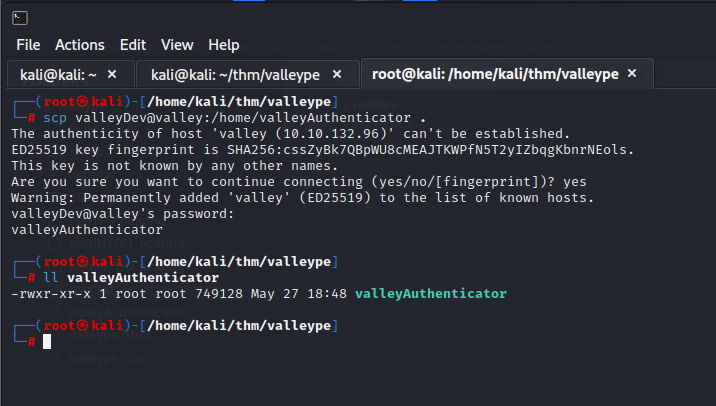 File Actions Edit View Help
kali@kali: ~ × kali@kali: ~/thm/valleype × root@kali: /home/kali/thm/valleype ×
┌──(root㉿kali)-[/home/kali/thm/valleype]
└─# scp valleyDev@valley:/home/valleyAuthenticator .
The authenticity of host 'valley (10.10.132.96)' can't be established.
ED25519 key fingerprint is SHA256:cssZyBk7QBpWU8cMEAJTKWPfN5T2yIZbqgKbnrNEols.
This key is not known by any other names.
Are you sure you want to continue connecting (yes/no/[fingerprint])? yes
Warning: Permanently added 'valley' (ED25519) to the list of known hosts.
valleyDev@valley's password:
valleyAuthenticator
┌──(root㉿kali)-[/home/kali/thm/valleype]
└─# ll valleyAuthenticator
-rwxr-xr-x 1 root root 749128 May 27 18:48 valleyAuthenticator
┌──(root㉿kali)-[/home/kali/thm/valleype]
└─#